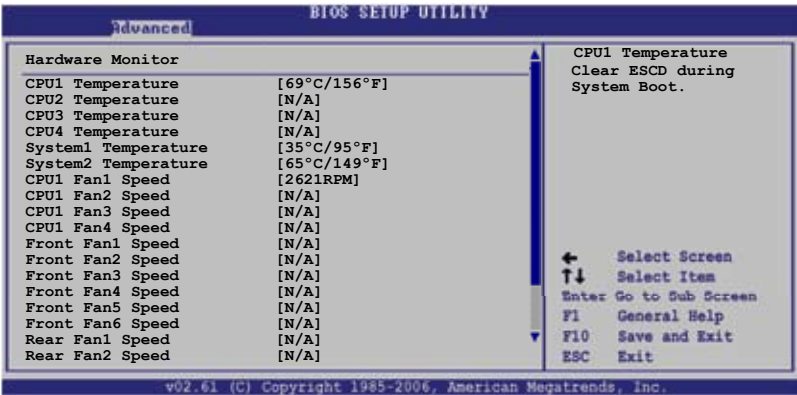 BIOS SETUP UTILITY
Advanced
Hardware Monitor
CPU1 Temperature [69°C/156°F]
CPU2 Temperature [N/A]
CPU3 Temperature [N/A]
CPU4 Temperature [N/A]
System1 Temperature [35°C/95°F]
System2 Temperature [65°C/149°F]
CPU1 Fan1 Speed [2621RPM]
CPU1 Fan2 Speed [N/A]
CPU1 Fan3 Speed [N/A]
CPU1 Fan4 Speed [N/A]
Front Fan1 Speed [N/A]
Front Fan2 Speed [N/A]
Front Fan3 Speed [N/A]
Front Fan4 Speed [N/A]
Front Fan5 Speed [N/A]
Front Fan6 Speed [N/A]
Rear Fan1 Speed [N/A]
Rear Fan2 Speed [N/A]
CPU1 Temperature
Clear ESCD during
System Boot.
← Select Screen
↑↓ Select Item
Enter Go to Sub Screen
F1 General Help
F10 Save and Exit
ESC Exit
v02.61 (C) Copyright 1985-2006, American Megatrends, Inc.